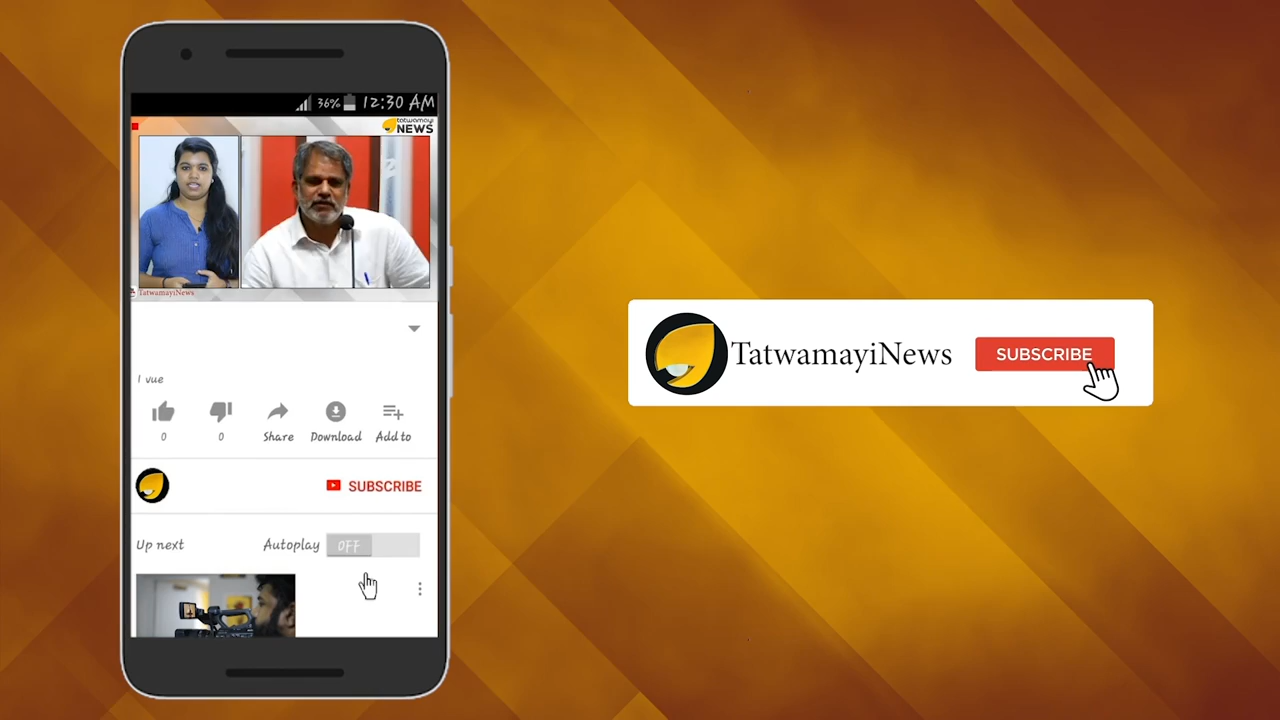 36% 12:30 AM
tatwamayi
NEWS
TatwamayiNews
1 vue
0 0 Share Download Add to
SUBSCRIBE
Up next Autoplay OFF
TatwamayiNews SUBSCRIBE